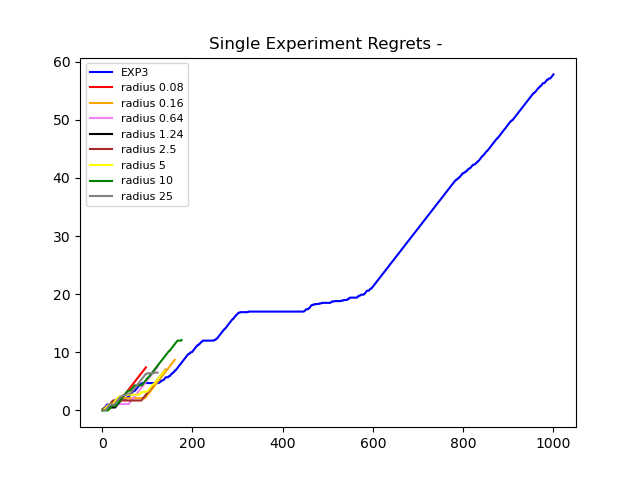 Single Experiment Regrets -
60
50
40
30
20
10
0
EXP3
radius 0.08
radius 0.16
radius 0.64
radius 1.24
radius 2.5
radius 5
radius 10
radius 25
0 200 400 600 800 1000